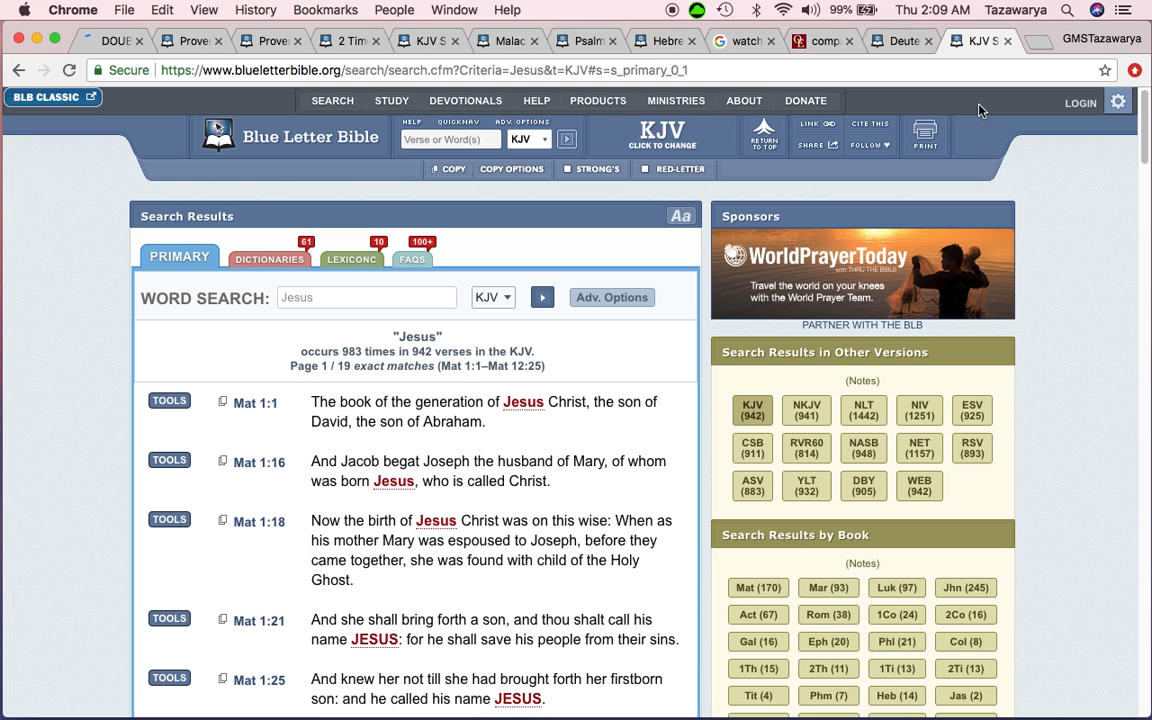 Chrome File Edit View History Bookmarks People Window Help 99% Thu 2:09 AM Tazawarya
DOUB Prover Prover 2 Tim KJV S Malac Psalm Hebre watch comp Deute KJV S GMSTazawarya
Secure https://www.blueletterbible.org/search/search.cfm?Criteria=Jesus&t=KJV#s=s_primary_0_1
BLB CLASSIC
SEARCH STUDY DEVOTIONALS HELP PRODUCTS MINISTRIES ABOUT DONATE LOGIN
Blue Letter Bible
HELP QUICKNAV ADV. OPTIONS
Verse or Word(s) KJV
KJV
CLICK TO CHANGE
RETURN
TO TOP
LINK CITE THIS
SHARE FOLLOW
PRINT
COPY COPY OPTIONS STRONG'S RED-LETTER
Search Results Aa
PRIMARY DICTIONARIES 61 LEXICONC 10 FAQS 100+
WORD SEARCH: Jesus KJV Adv. Options
"Jesus"
occurs 983 times in 942 verses in the KJV.
Page 1 / 19 exact matches (Mat 1:1–Mat 12:25)
TOOLS Mat 1:1 The book of the generation of Jesus Christ, the son of
David, the son of Abraham.
TOOLS Mat 1:16 And Jacob begat Joseph the husband of Mary, of whom
was born Jesus, who is called Christ.
TOOLS Mat 1:18 Now the birth of Jesus Christ was on this wise: When as
his mother Mary was espoused to Joseph, before they
came together, she was found with child of the Holy
Ghost.
TOOLS Mat 1:21 And she shall bring forth a son, and thou shalt call his
name JESUS: for he shall save his people from their sins.
TOOLS Mat 1:25 And knew her not till she had brought forth her firstborn
son: and he called his name JESUS.
Sponsors
WorldPrayerToday
with THRU the BIBLE
Travel the world on your knees
with the World Prayer Team.
PARTNER WITH THE BLB
Search Results in Other Versions
(Notes)
KJV (942) NKJV (941) NLT (1442) NIV (1251) ESV (925)
CSB (911) RVR60 (814) NASB (948) NET (1157) RSV (893)
ASV (883) YLT (932) DBY (905) WEB (942)
Search Results by Book
(Notes)
Mat (170) Mar (93) Luk (97) Jhn (245)
Act (67) Rom (38) 1Co (24) 2Co (16)
Gal (16) Eph (20) Phl (21) Col (8)
1Th (15) 2Th (11) 1Ti (13) 2Ti (13)
Tit (4) Phm (7) Heb (14) Jas (2)